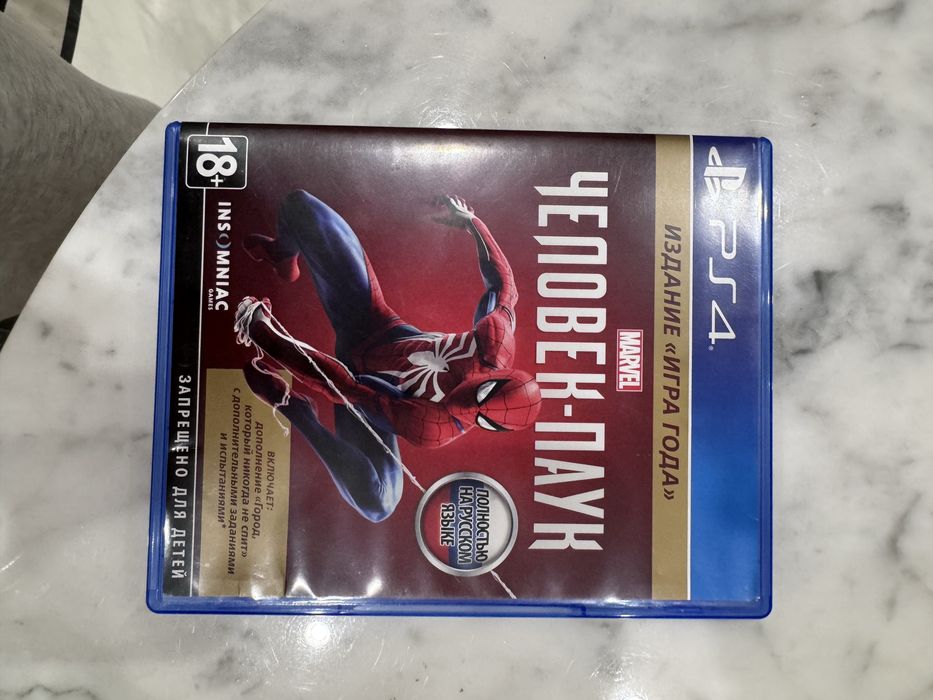 PS4
ИЗДАНИЕ «ИГРА ГОДА»
MARVEL
ЧЕЛОВЕК-ПАУК
ПОЛНОСТЬЮ
НА РУССКОМ
ЯЗЫКЕ
ВКЛЮЧАЕТ:
дополнение «Город,
который никогда не спит»
с дополнительными заданиями
и испытаниями*
18+
INSOMNIAC
GAMES
ЗАПРЕЩЕНО ДЛЯ ДЕТЕЙ